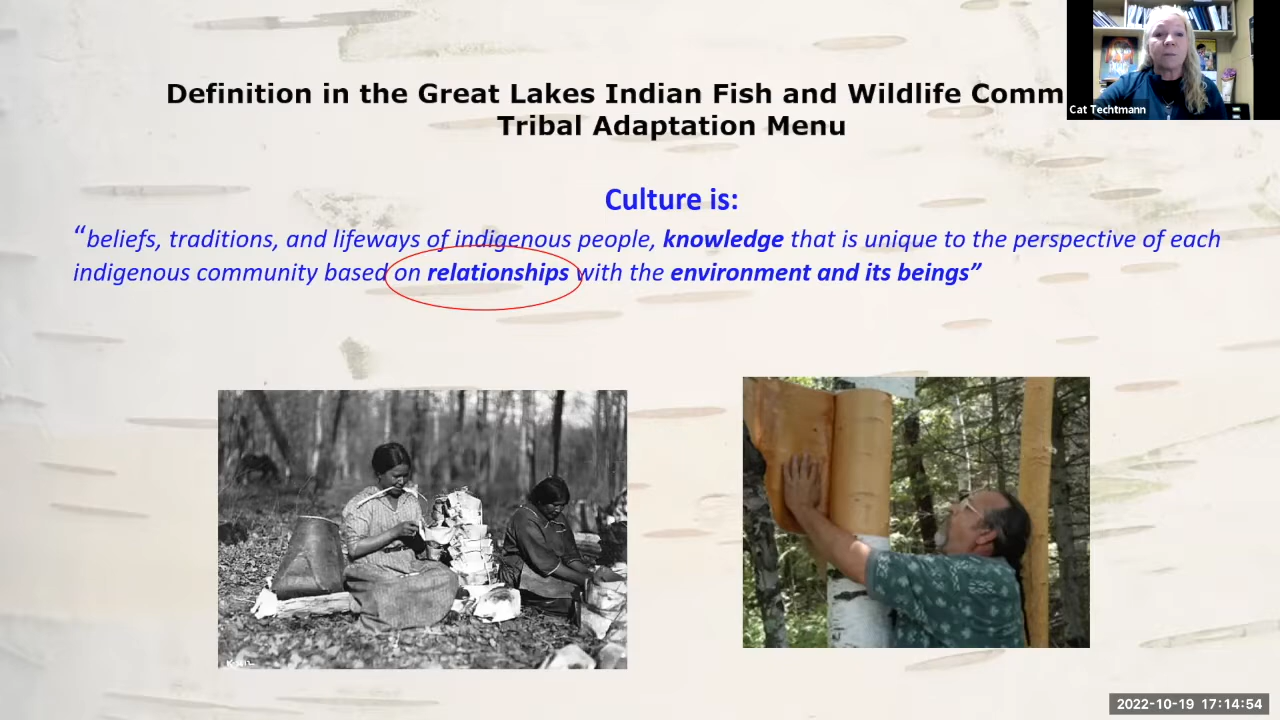 Definition in the Great Lakes Indian Fish and Wildlife Comm
Tribal Adaptation Menu
Cat Techtmann
Culture is:
“beliefs, traditions, and lifeways of indigenous people, knowledge that is unique to the perspective of each
indigenous community based on relationships with the environment and its beings”
2022-10-19 17:14:54